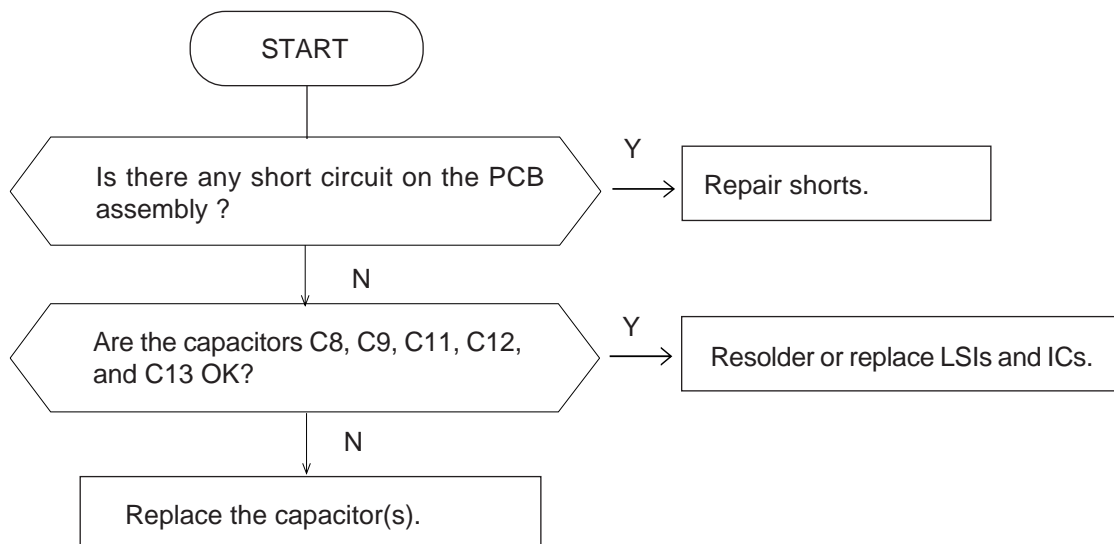 START
Is there any short circuit on the PCB
assembly ?
Y
Repair shorts.
N
Are the capacitors C8, C9, C11, C12,
and C13 OK?
Y
Resolder or replace LSIs and ICs.
N
Replace the capacitor(s).